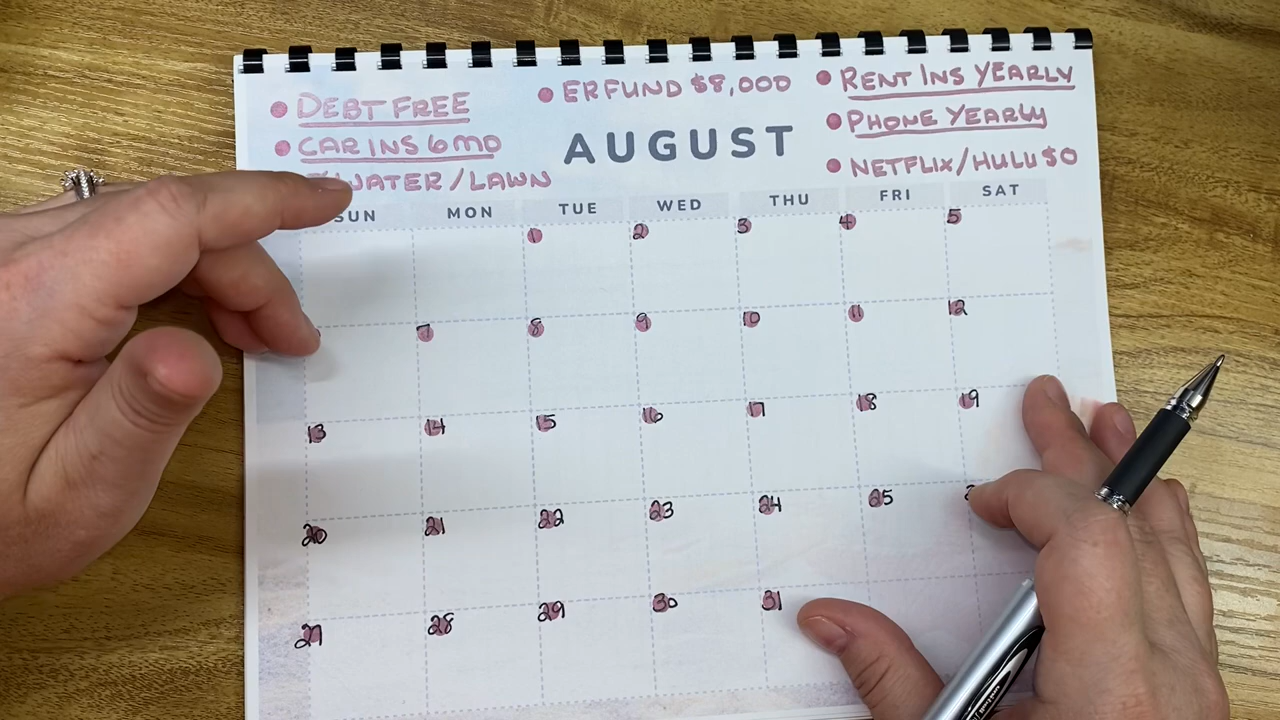 DEBT FREE
ER FUND $8,000
RENT INS YEARLY
CAR INS 6 MO
PHONE YEARLY
AUGUST
WATER/LAWN
NETFLIX/HULU $0
SUN MON TUE WED THU FRI SAT
1 2 3 4 5
7 8 9 10 11 12
13 14 15 16 17 18 19
20 21 22 23 24 25
27 28 29 30 31